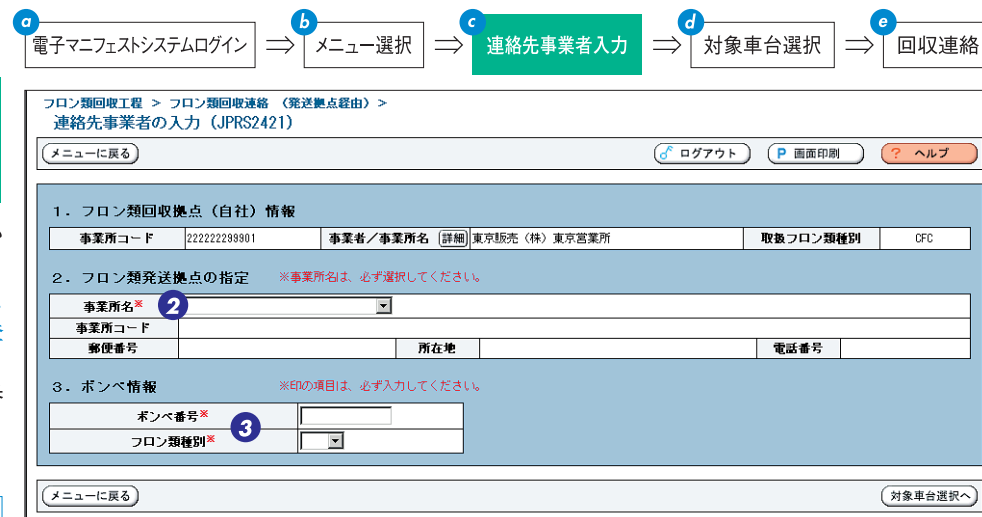 a b c d e
電子マニフェストシステムログイン ⇒ メニュー選択 ⇒ 連絡先事業者入力 ⇒ 対象車台選択 ⇒ 回収連絡
フロン類回収工程 > フロン類回収連絡 (発送拠点経由) >
連絡先事業者の入力 (JPRS2421)
メニューに戻る ログアウト P 画面印刷 ? ヘルプ
1. フロン類回収拠点(自社)情報
事業所コード 222222299901 事業者/事業所名 詳細 東京販売(株)東京営業所 取扱フロン類種別 CFC
2. フロン類発送拠点の指定 ※事業所名は、必ず選択してください。
事業所名※ 2
事業所コード
郵便番号 所在地 電話番号
3. ボンベ情報 ※印の項目は、必ず入力してください。
ボンベ番号※ 3
フロン類種別※
メニューに戻る 対象車台選択へ